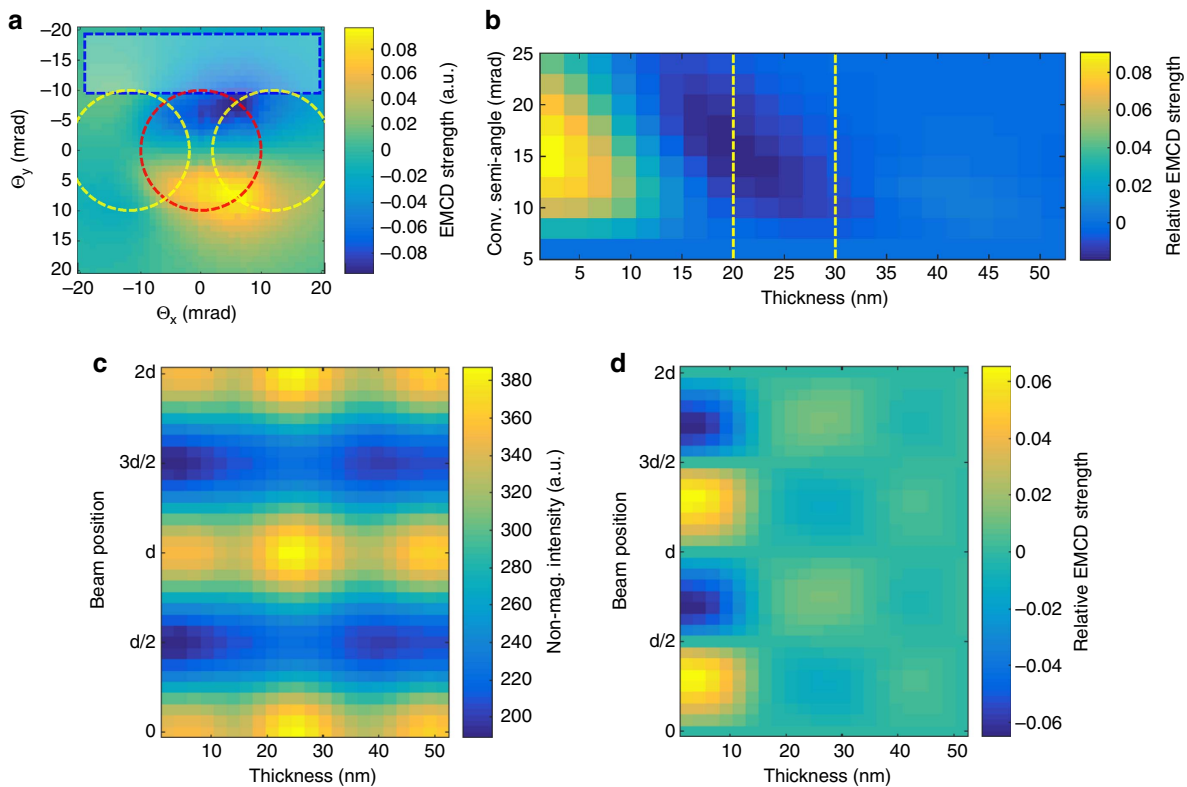 a
−20
−15
−10
−5
0
5
10
15
20
Θy (mrad)
−20 −10 0 10 20
Θx (mrad)
0.08
0.06
0.04
0.02
0
−0.02
−0.04
−0.06
−0.08
EMCD strength (a.u.)
b
25
20
15
10
5
Conv. semi-angle (mrad)
5 10 15 20 25 30 35 40 45 50
Thickness (nm)
0.08
0.06
0.04
0.02
0
Relative EMCD strength
c
2d
3d/2
d
d/2
0
Beam position
10 20 30 40 50
Thickness (nm)
380
360
340
320
300
280
260
240
220
200
Non-mag. intensity (a.u.)
d
2d
3d/2
d
d/2
0
Beam position
10 20 30 40 50
Thickness (nm)
0.06
0.04
0.02
0
−0.02
−0.04
−0.06
Relative EMCD strength